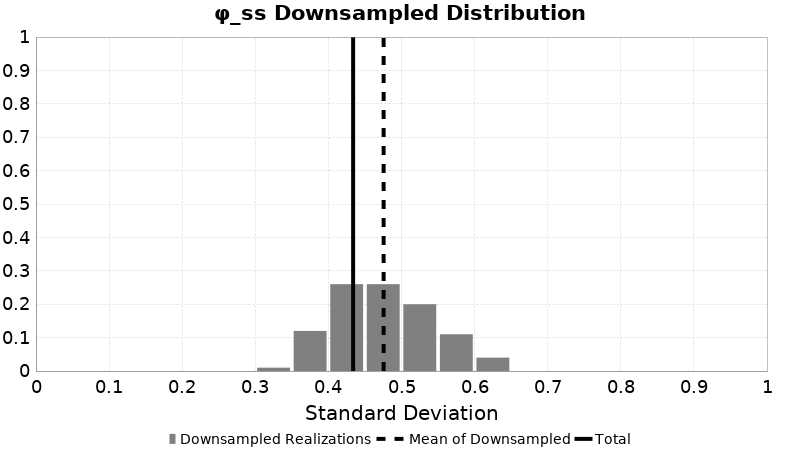 φ_ss Downsampled Distribution
1
0.9
0.8
0.7
0.6
0.5
0.4
0.3
0.2
0.1
0
0 0.1 0.2 0.3 0.4 0.5 0.6 0.7 0.8 0.9 1
Standard Deviation
Downsampled Realizations Mean of Downsampled Total